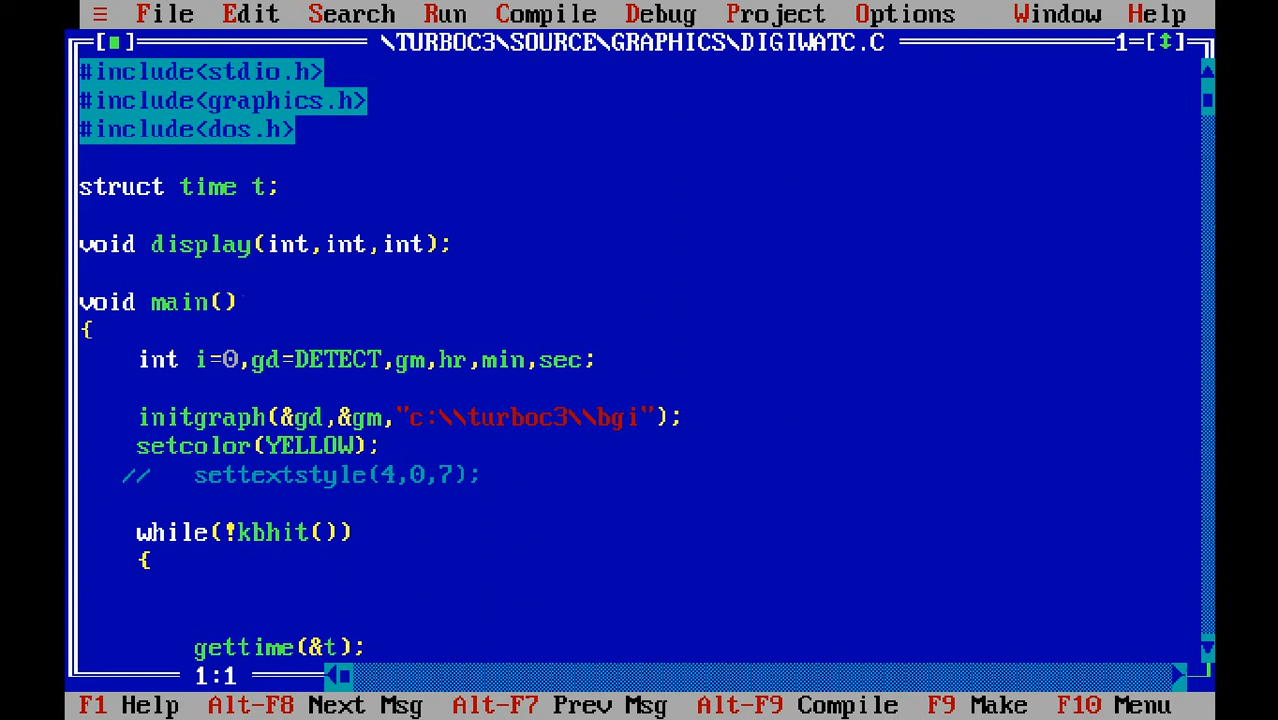 ≡ File Edit Search Run Compile Debug Project Options Window Help
[■] \TURBOC3\SOURCE\GRAPHICS\DIGIWATC.C 1=[↕]
#include<stdio.h>
#include<graphics.h>
#include<dos.h>
struct time t;
void display(int,int,int);
void main()
{
int i=0,gd=DETECT,gm,hr,min,sec;
initgraph(&gd,&gm,"c:\\turboc3\\bgi");
setcolor(YELLOW);
// settextstyle(4,0,7);
while(!kbhit())
{
gettime(&t);
1:1
F1 Help Alt-F8 Next Msg Alt-F7 Prev Msg Alt-F9 Compile F9 Make F10 Menu